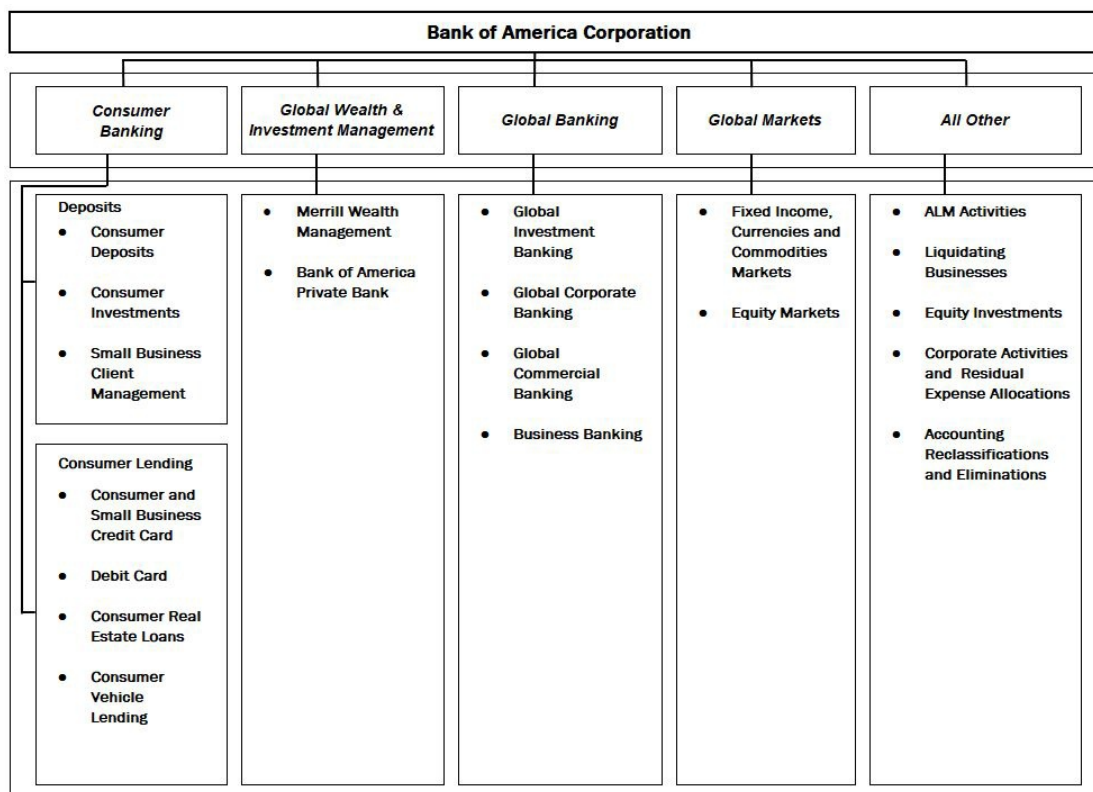 Bank of America Corporation
Consumer
Banking
Global Wealth &
Investment Management
Global Banking
Global Markets
All Other
Deposits
● Consumer
Deposits
● Consumer
Investments
● Small Business
Client
Management
Consumer Lending
● Consumer and
Small Business
Credit Card
● Debit Card
● Consumer Real
Estate Loans
● Consumer
Vehicle
Lending
● Merrill Wealth
Management
● Bank of America
Private Bank
● Global
Investment
Banking
● Global Corporate
Banking
● Global
Commercial
Banking
● Business Banking
● Fixed Income,
Currencies and
Commodities
Markets
● Equity Markets
● ALM Activities
● Liquidating
Businesses
● Equity Investments
● Corporate Activities
and Residual
Expense Allocations
● Accounting
Reclassifications
and Eliminations